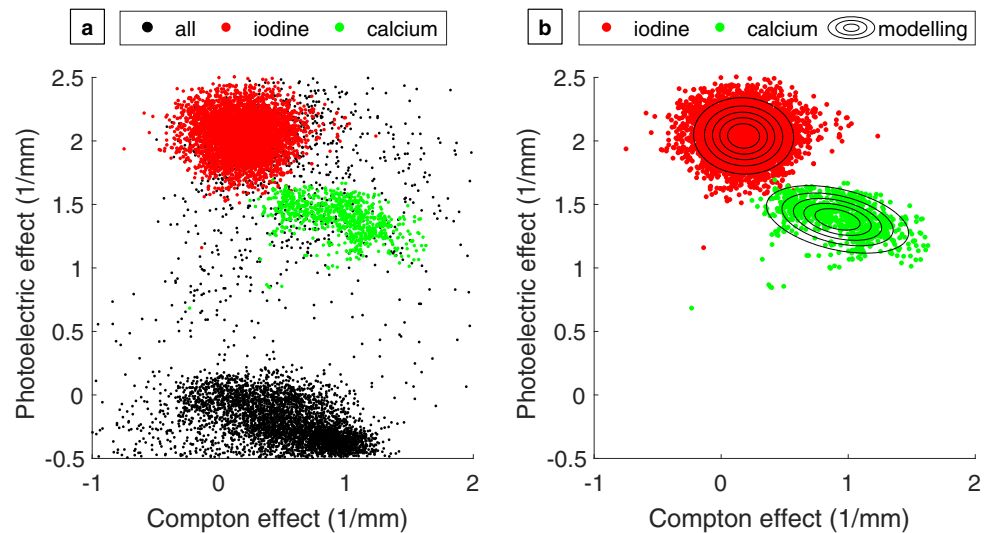 a all iodine calcium
2.5
2
1.5
1
0.5
0
-0.5
-1 0 1 2
Photoelectric effect (1/mm)
Compton effect (1/mm)
b iodine calcium modelling
2.5
2
1.5
1
0.5
0
-0.5
-1 0 1 2
Photoelectric effect (1/mm)
Compton effect (1/mm)